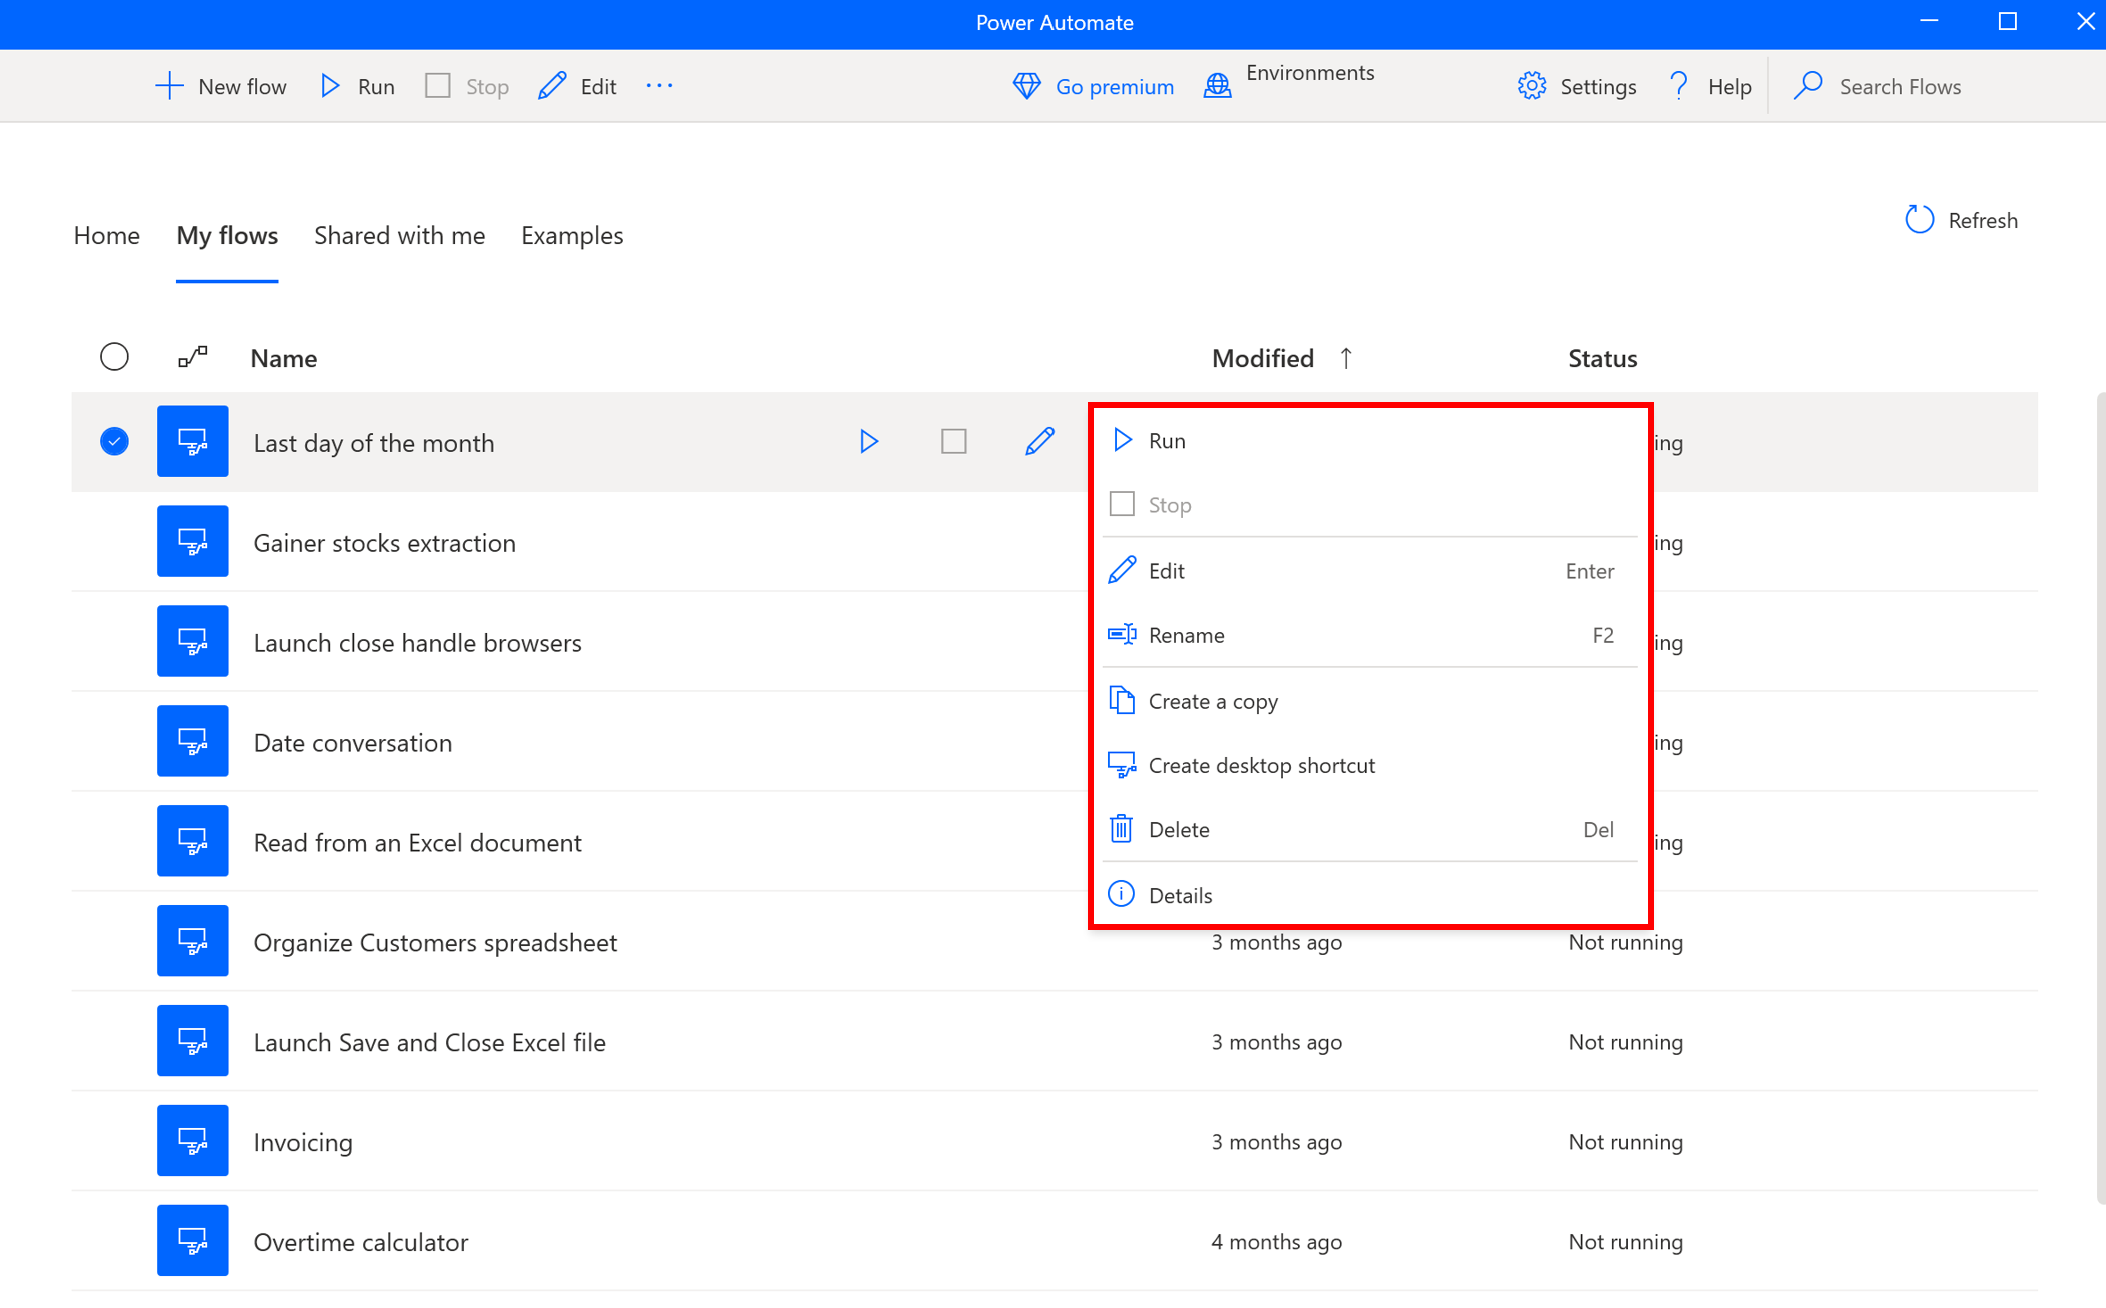 Power Automate
New flow Run Stop Edit ··· Go premium Environments Settings Help Search Flows
Home My flows Shared with me Examples Refresh
Name Modified ↑ Status
Last day of the month Run ing
Stop
Gainer stocks extraction ing
Edit Enter
Rename F2
Launch close handle browsers ing
Create a copy
Date conversation ing
Create desktop shortcut
Delete Del
Read from an Excel document ing
Details
Organize Customers spreadsheet 3 months ago Not running
Launch Save and Close Excel file 3 months ago Not running
Invoicing 3 months ago Not running
Overtime calculator 4 months ago Not running